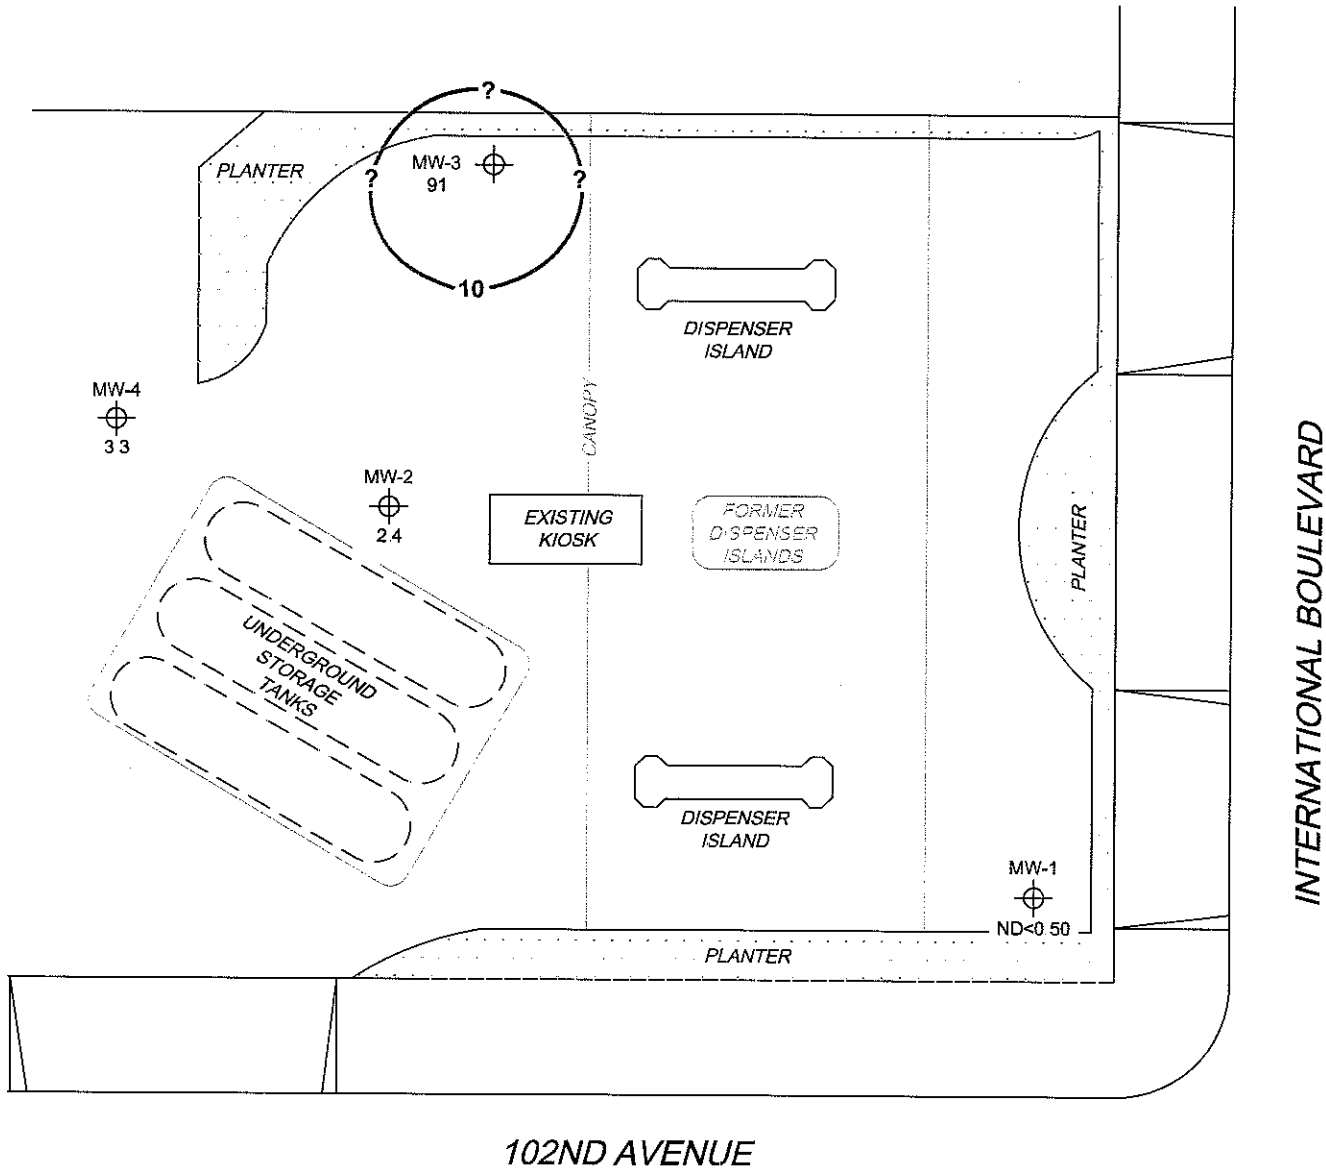 ?
PLANTER
MW-3
91
?
?
10
DISPENSER
ISLAND
MW-4
3 3
CANOPY
MW-2
2.4
EXISTING
KIOSK
FORMER
DISPENSER
ISLANDS
PLANTER
INTERNATIONAL BOULEVARD
UNDERGROUND
STORAGE
TANKS
DISPENSER
ISLAND
MW-1
ND<0.50
PLANTER
102ND AVENUE